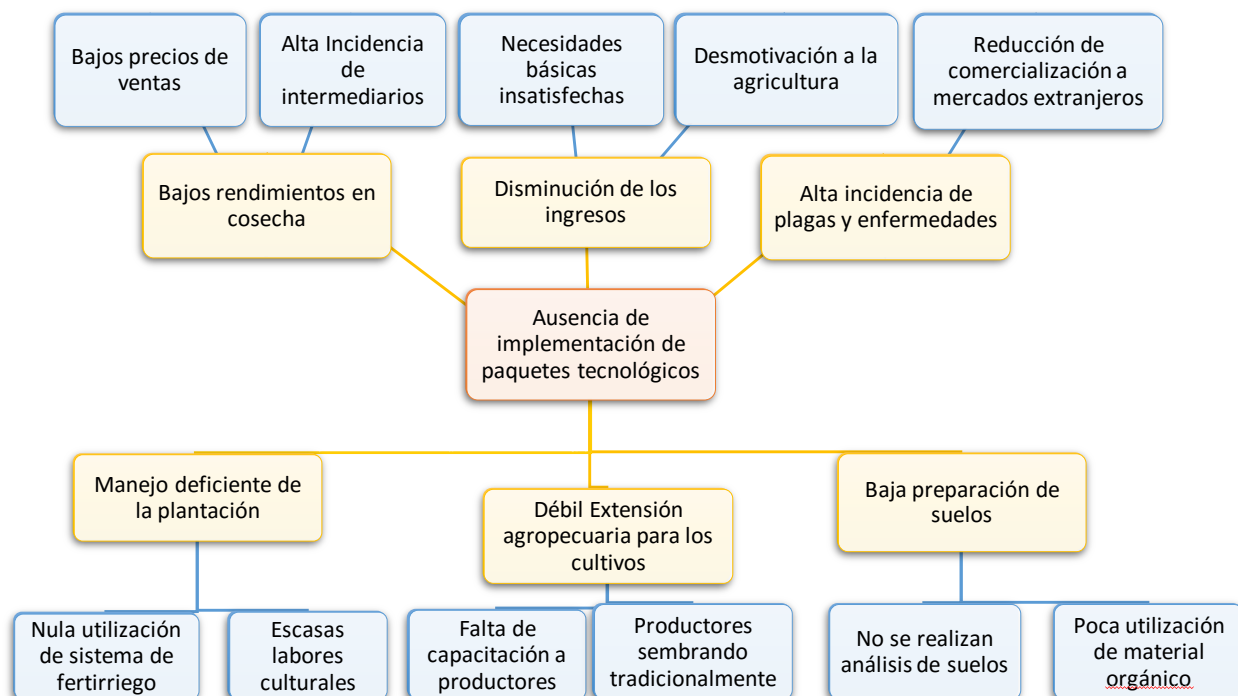 Bajos precios de
ventas
Alta Incidencia
de
intermediarios
Necesidades
básicas
insatisfechas
Desmotivación a la
agricultura
Reducción de
comercialización a
mercados extranjeros
Bajos rendimientos en
cosecha
Disminución de los
ingresos
Alta incidencia de
plagas y enfermedades
Ausencia de
implementación de
paquetes tecnológicos
Manejo deficiente de
la plantación
Débil Extensión
agropecuaria para los
cultivos
Baja preparación de
suelos
Nula utilización
de sistema de
fertirriego
Escasas
labores
culturales
Falta de
capacitación a
productores
Productores
sembrando
tradicionalmente
No se realizan
análisis de suelos
Poca utilización
de material
orgánico